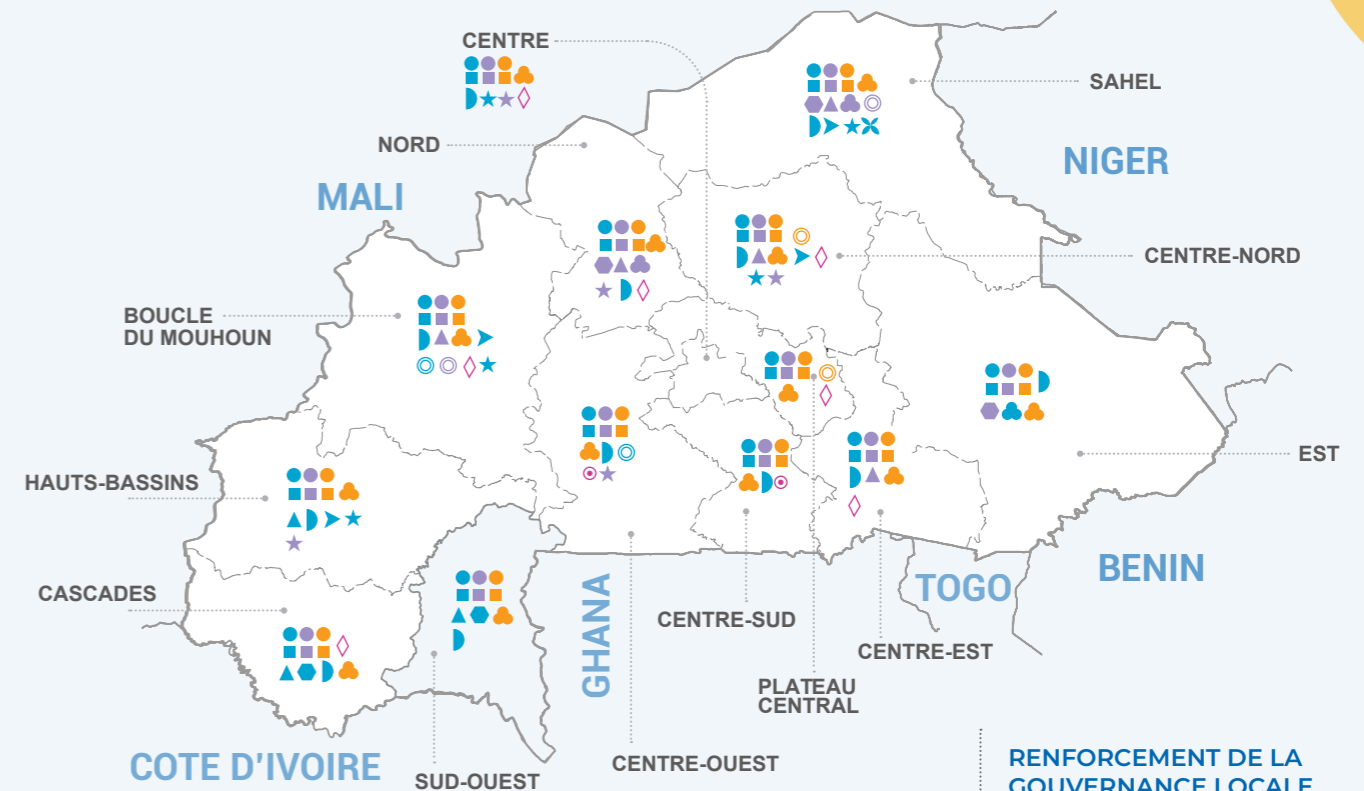 CENTRE
SAHEL
NORD
NIGER
MALI
CENTRE-NORD
BOUCLE
DU MOUHOUN
EST
HAUTS-BASSINS
BENIN
TOGO
GHANA
CASCADES
CENTRE-SUD
CENTRE-EST
PLATEAU
CENTRAL
COTE D'IVOIRE
CENTRE-OUEST
SUD-OUEST
RENFORCEMENT DE LA
GOUVERNANCE LOCALE